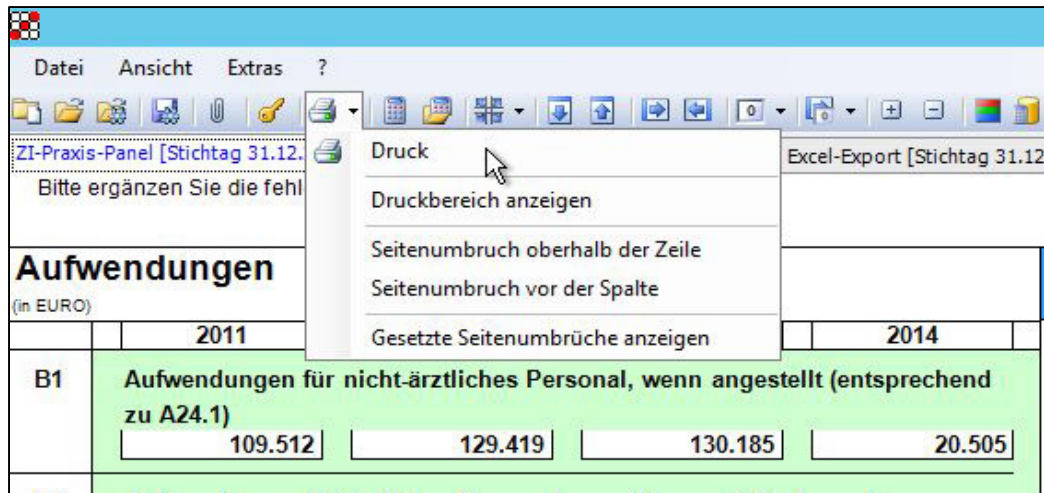 Datei Ansicht Extras ?
0
ZI-Praxis-Panel [Stichtag 31.12.
Excel-Export [Stichtag 31.12
Bitte ergänzen Sie die fehl
Druck
Druckbereich anzeigen
Seitenumbruch oberhalb der Zeile
Seitenumbruch vor der Spalte
Gesetzte Seitenumbrüche anzeigen
Aufwendungen
(in EURO)
2011 2014
B1 Aufwendungen für nicht-ärztliches Personal, wenn angestellt (entsprechend
zu A24.1)
109.512 129.419 130.185 20.505